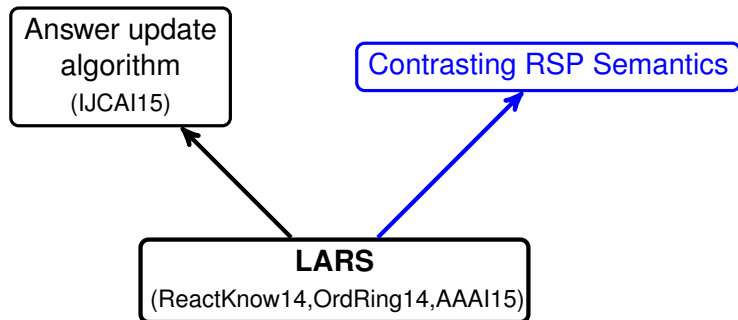 Answer update
algorithm
(IJCAI15)
Contrasting RSP Semantics
LARS
(ReactKnow14,OrdRing14,AAAI15)